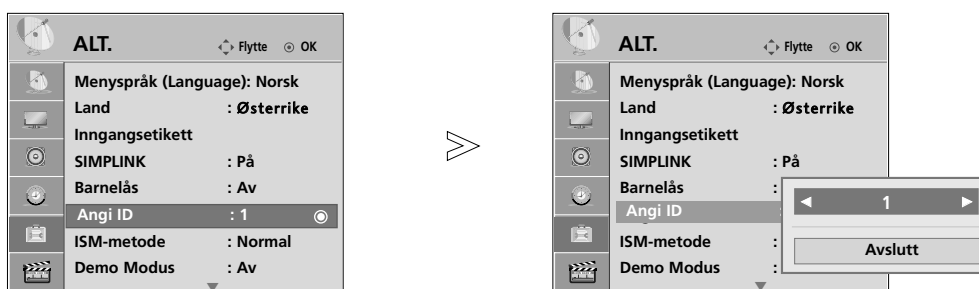 ALT. Flytte OK
Menyspråk (Language): Norsk
Land : Østerrike
Inngangsetikett
SIMPLINK : På
Barnelås : Av
Angi ID : 1
ISM-metode : Normal
Demo Modus : Av
ALT. Flytte OK
Menyspråk (Language): Norsk
Land : Østerrike
Inngangsetikett
SIMPLINK : På
Barnelås :
Angi ID
ISM-metode :
Demo Modus :
1
Avslutt